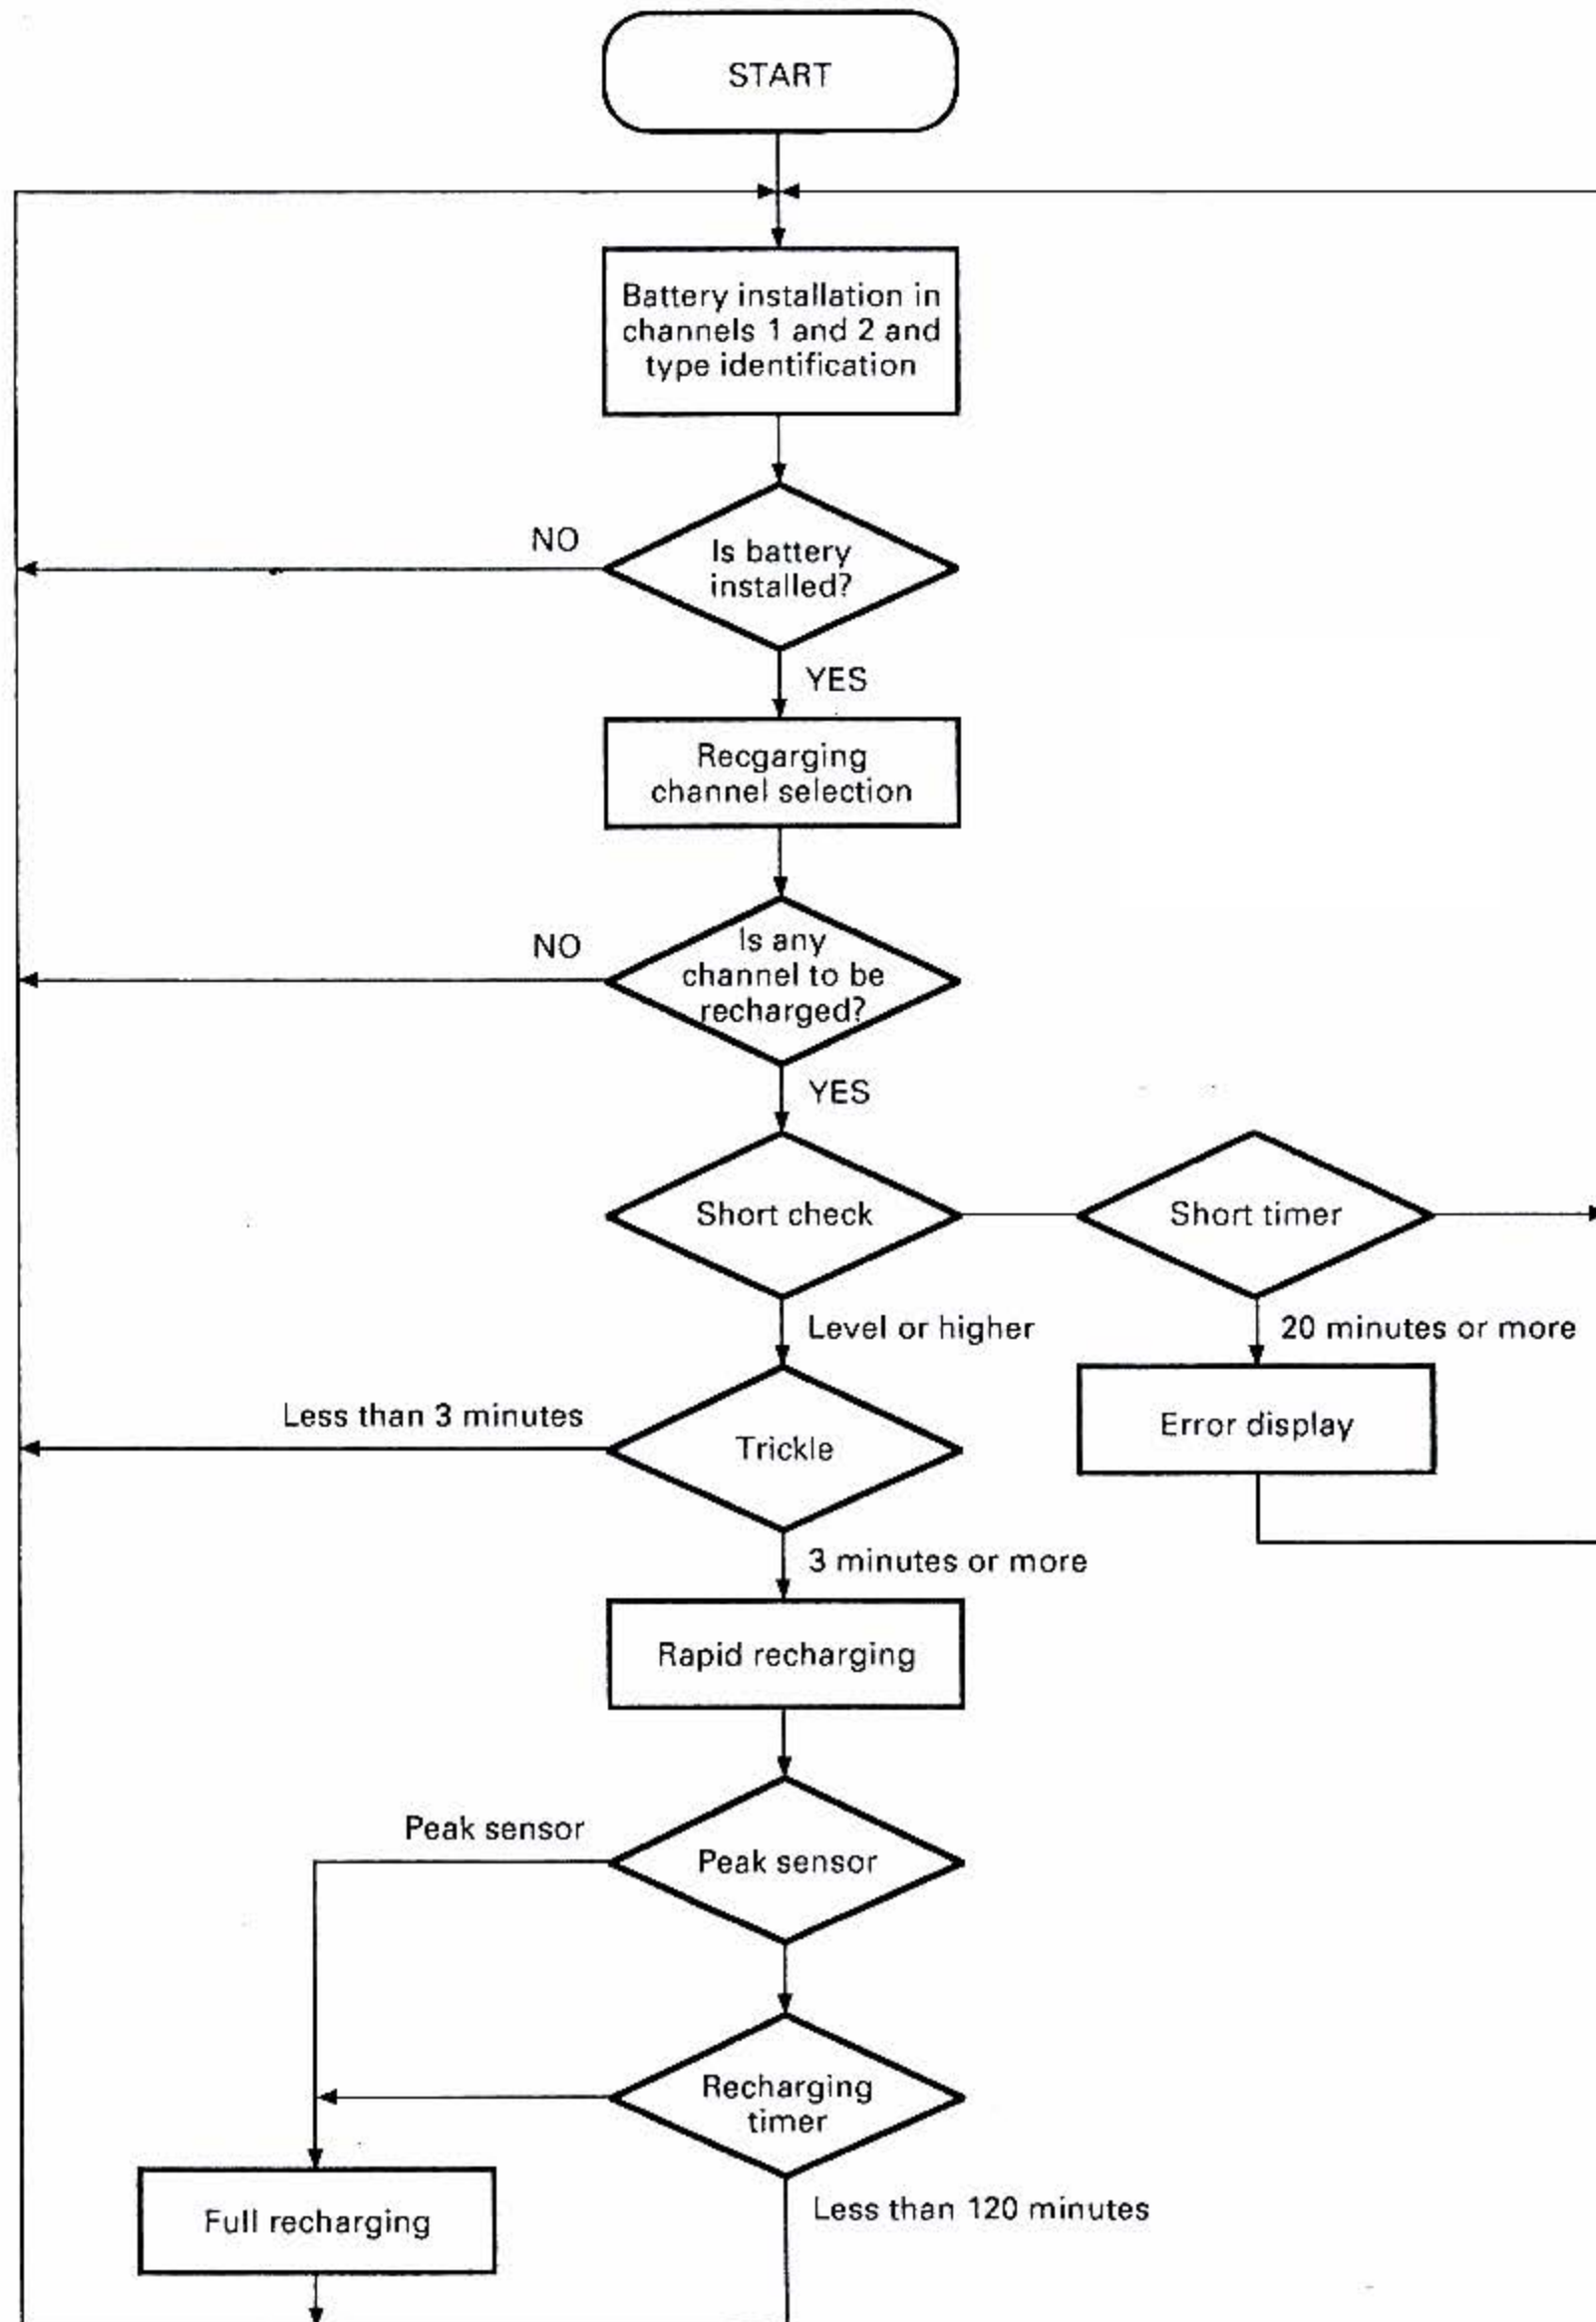 START
Battery installation in
channels 1 and 2 and
type identification
NO
Is battery
installed?
YES
Recgarging
channel selection
NO
Is any
channel to be
recharged?
YES
Short check
Short timer
Level or higher
20 minutes or more
Less than 3 minutes
Trickle
Error display
3 minutes or more
Rapid recharging
Peak sensor
Peak sensor
Recharging
timer
Less than 120 minutes
Full recharging